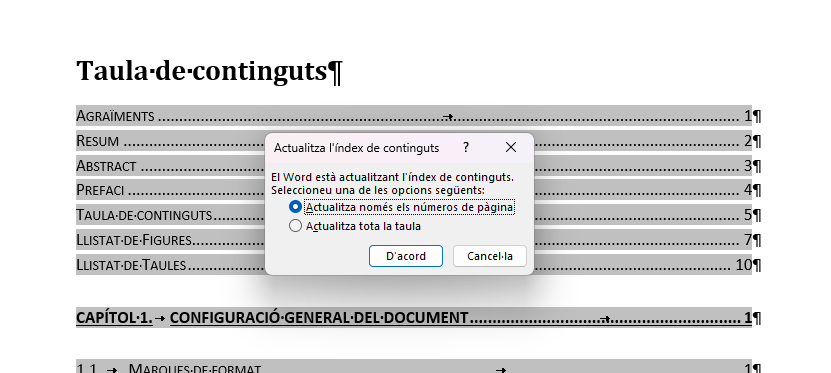 Taula·de·continguts¶
AGRAÏMENTS → 1¶
RESUM 2¶
ABSTRACT 3¶
PREFACI 4¶
TAULA·DE·CONTINGUTS 5¶
LLISTAT·DE·FIGURES 7¶
LLISTAT·DE·TAULES 10¶
Actualitza l'índex de continguts ?
El Word està actualitzant l'índex de continguts.
Seleccioneu una de les opcions següents:
Actualitza només els números de pàgina
Actualitza tota la taula
D'acord Cancel·la
CAPÍTOL·1. → CONFIGURACIÓ·GENERAL·DEL·DOCUMENT → 1¶
1.1 → MARQUES·DE·FORMAT → 1¶